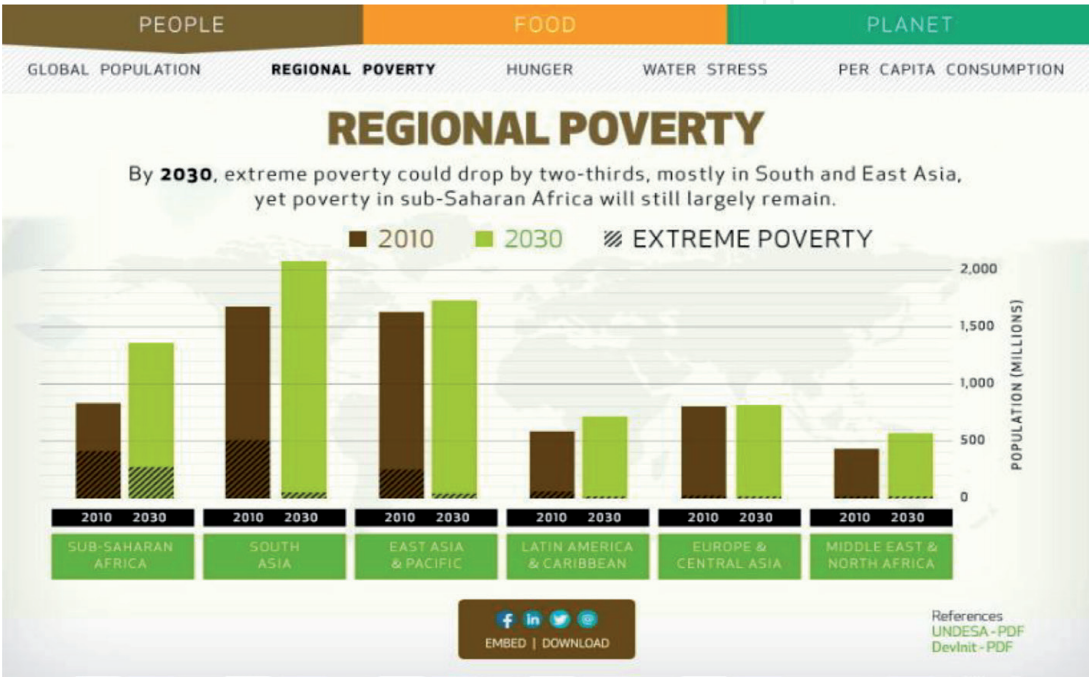 PEOPLE
FOOD
PLANET
GLOBAL POPULATION
REGIONAL POVERTY
HUNGER
WATER STRESS
PER CAPITA CONSUMPTION
REGIONAL POVERTY
By 2030, extreme poverty could drop by two-thirds, mostly in South and East Asia,
yet poverty in sub-Saharan Africa will still largely remain.
2010
2030
EXTREME POVERTY
2,000
1,500
1,000
500
0
POPULATION (MILLIONS)
2010 2030
2010 2030
2010 2030
2010 2030
2010 2030
2010 2030
SUB-SAHARAN
AFRICA
SOUTH
ASIA
EAST ASIA
& PACIFIC
LATIN AMERICA
& CARIBBEAN
EUROPE &
CENTRAL ASIA
MIDDLE EAST &
NORTH AFRICA
f in @
EMBED | DOWNLOAD
References
UNDESA - PDF
DevInit - PDF